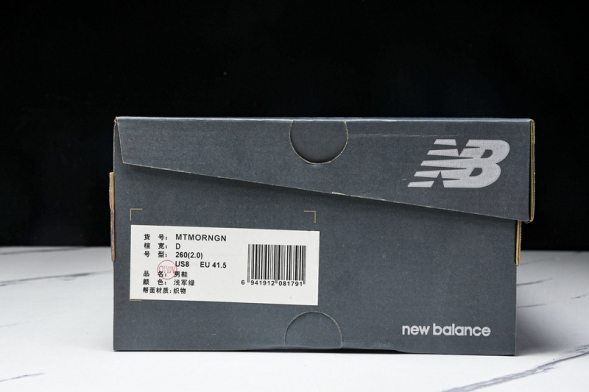 NB
货 号: MTMORNGN
楦 宽: D
号 型: 260(2.0)
US8 EU 41.5
品 名: 男鞋
颜 色: 浅军绿
帮面材质: 织物
6 941912 081791
new balance